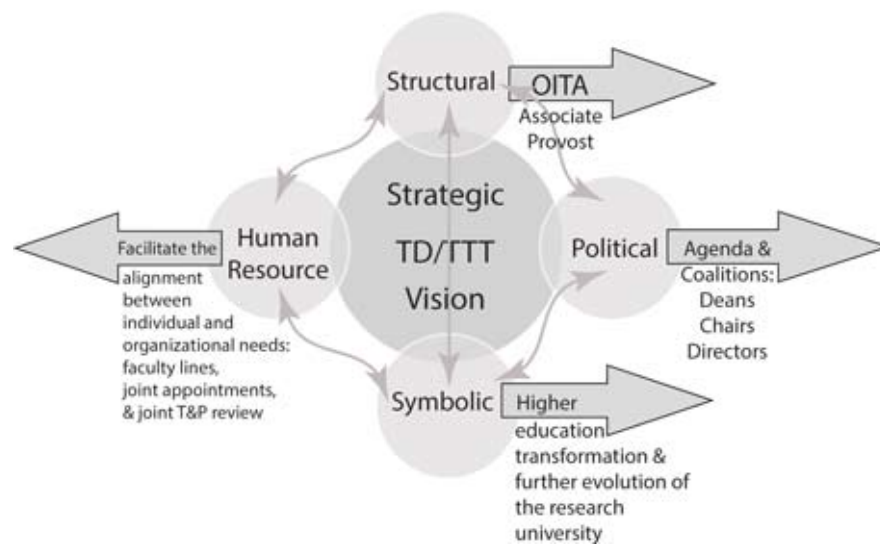 Structural
OITA
Associate
Provost
Strategic
TD/TTT
Vision
Human
Resource
Facilitate the
alignment
between
individual and
organizational needs:
faculty lines,
joint appointments,
& joint T&P review
Political
Agenda &
Coalitions:
Deans
Chairs
Directors
Symbolic
Higher
education
transformation &
further evolution of
the research
university